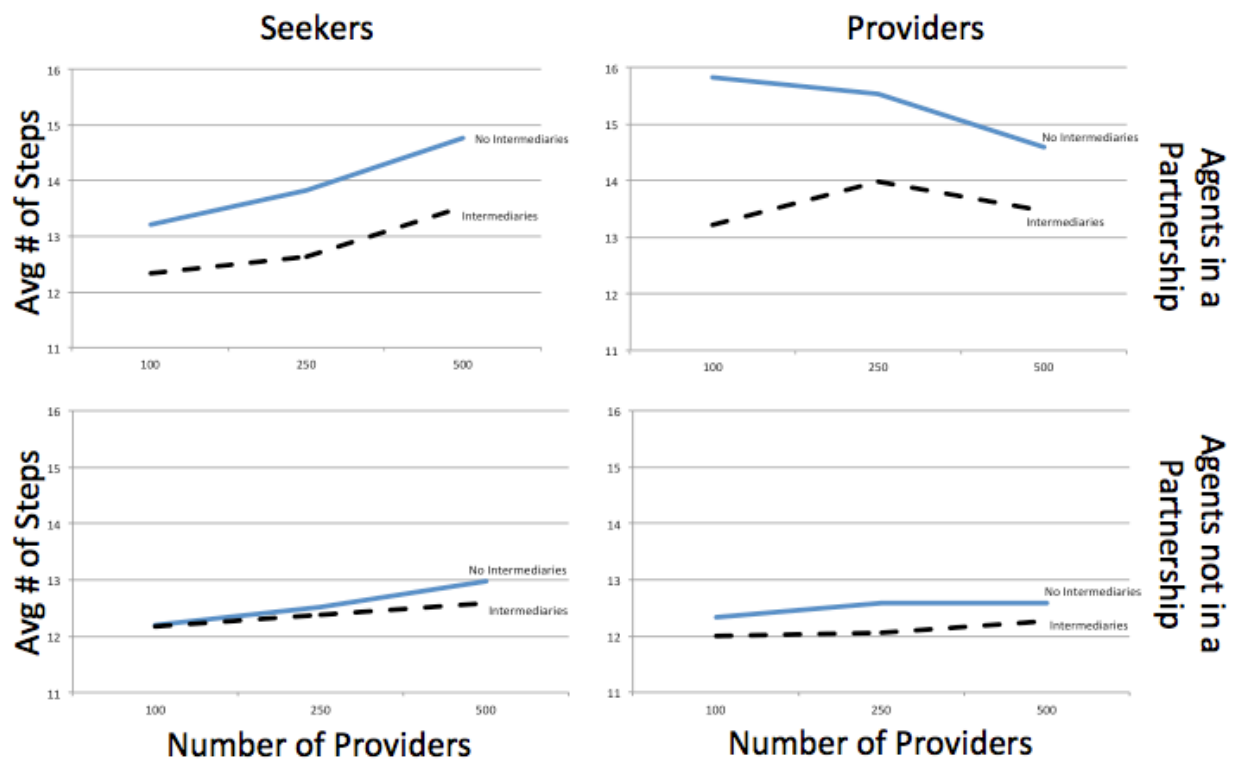 Seekers
Providers
Avg # of Steps
16
15
14
13
12
11
No Intermediaries
Intermediaries
100
250
500
16
15
14
13
12
11
No Intermediaries
Intermediaries
100
250
500
Agents in a
Partnership
Avg # of Steps
16
15
14
13
12
11
No Intermediaries
Intermediaries
100
250
500
Number of Providers
16
15
14
13
12
11
No Intermediaries
Intermediaries
100
250
500
Number of Providers
Agents not in a
Partnership